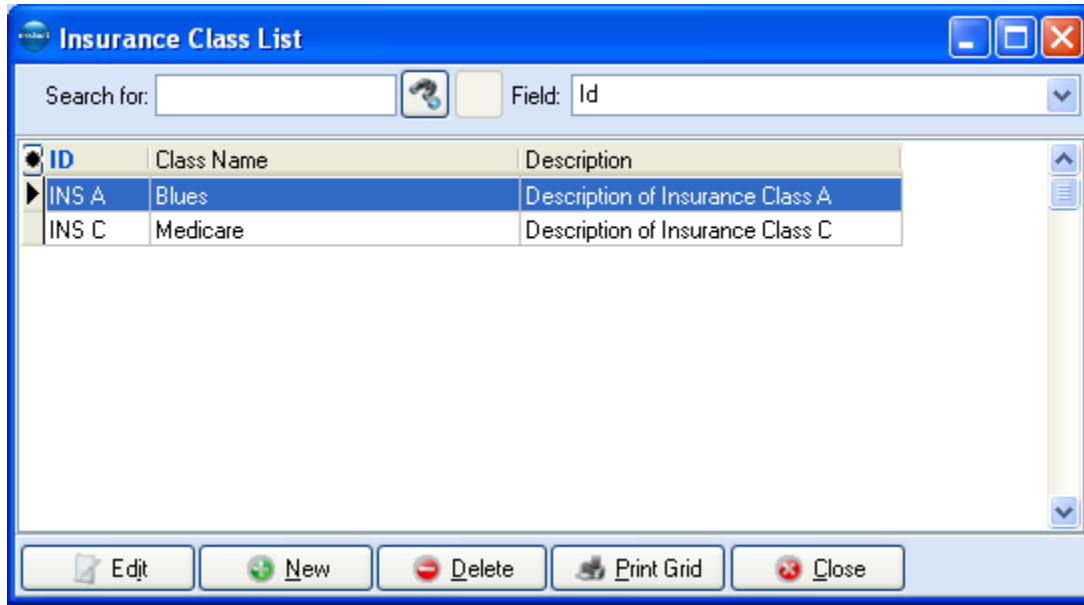 Insurance Class List
Search for: Field: Id
ID Class Name Description
INS A Blues Description of Insurance Class A
INS C Medicare Description of Insurance Class C
Edit New Delete Print Grid Close